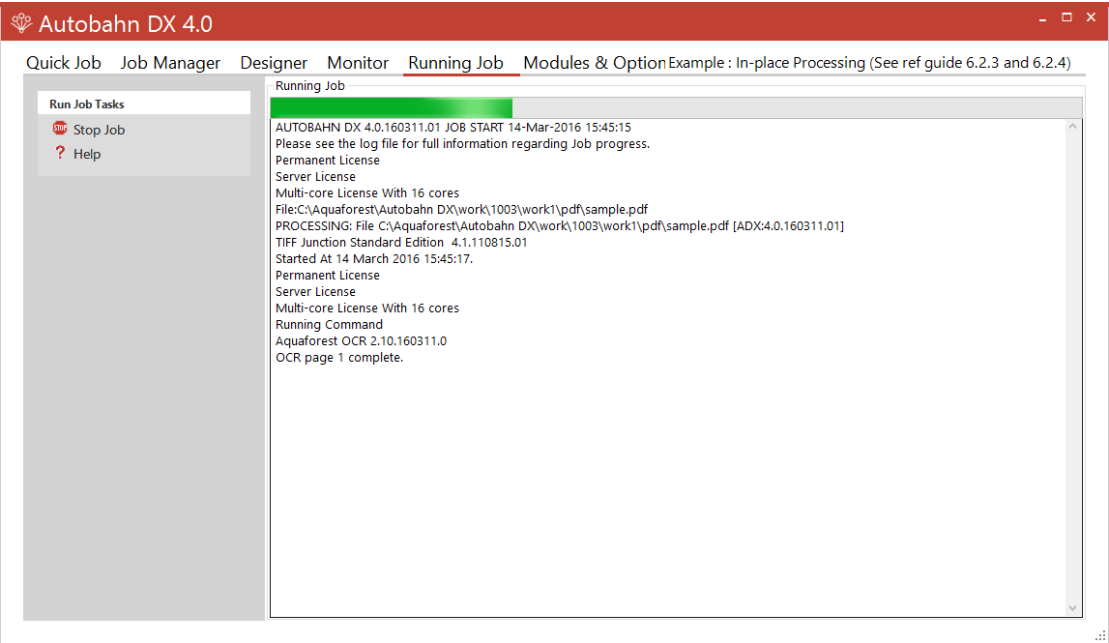 Autobahn DX 4.0
Quick Job Job Manager Designer Monitor Running Job Modules & Option Example : In-place Processing (See ref guide 6.2.3 and 6.2.4)
Run Job Tasks
STOP Stop Job
? Help
Running Job
AUTOBAHN DX 4.0.160311.01 JOB START 14-Mar-2016 15:45:15
Please see the log file for full information regarding Job progress.
Permanent License
Server License
Multi-core License With 16 cores
File:C:\Aquaforest\Autobahn DX\work\1003\work1\pdf\sample.pdf
PROCESSING: File C:\Aquaforest\Autobahn DX\work\1003\work1\pdf\sample.pdf [ADX:4.0.160311.01]
TIFF Junction Standard Edition  4.1.110815.01
Started At 14 March 2016 15:45:17.
Permanent License
Server License
Multi-core License With 16 cores
Running Command
Aquaforest OCR 2.10.160311.0
OCR page 1 complete.